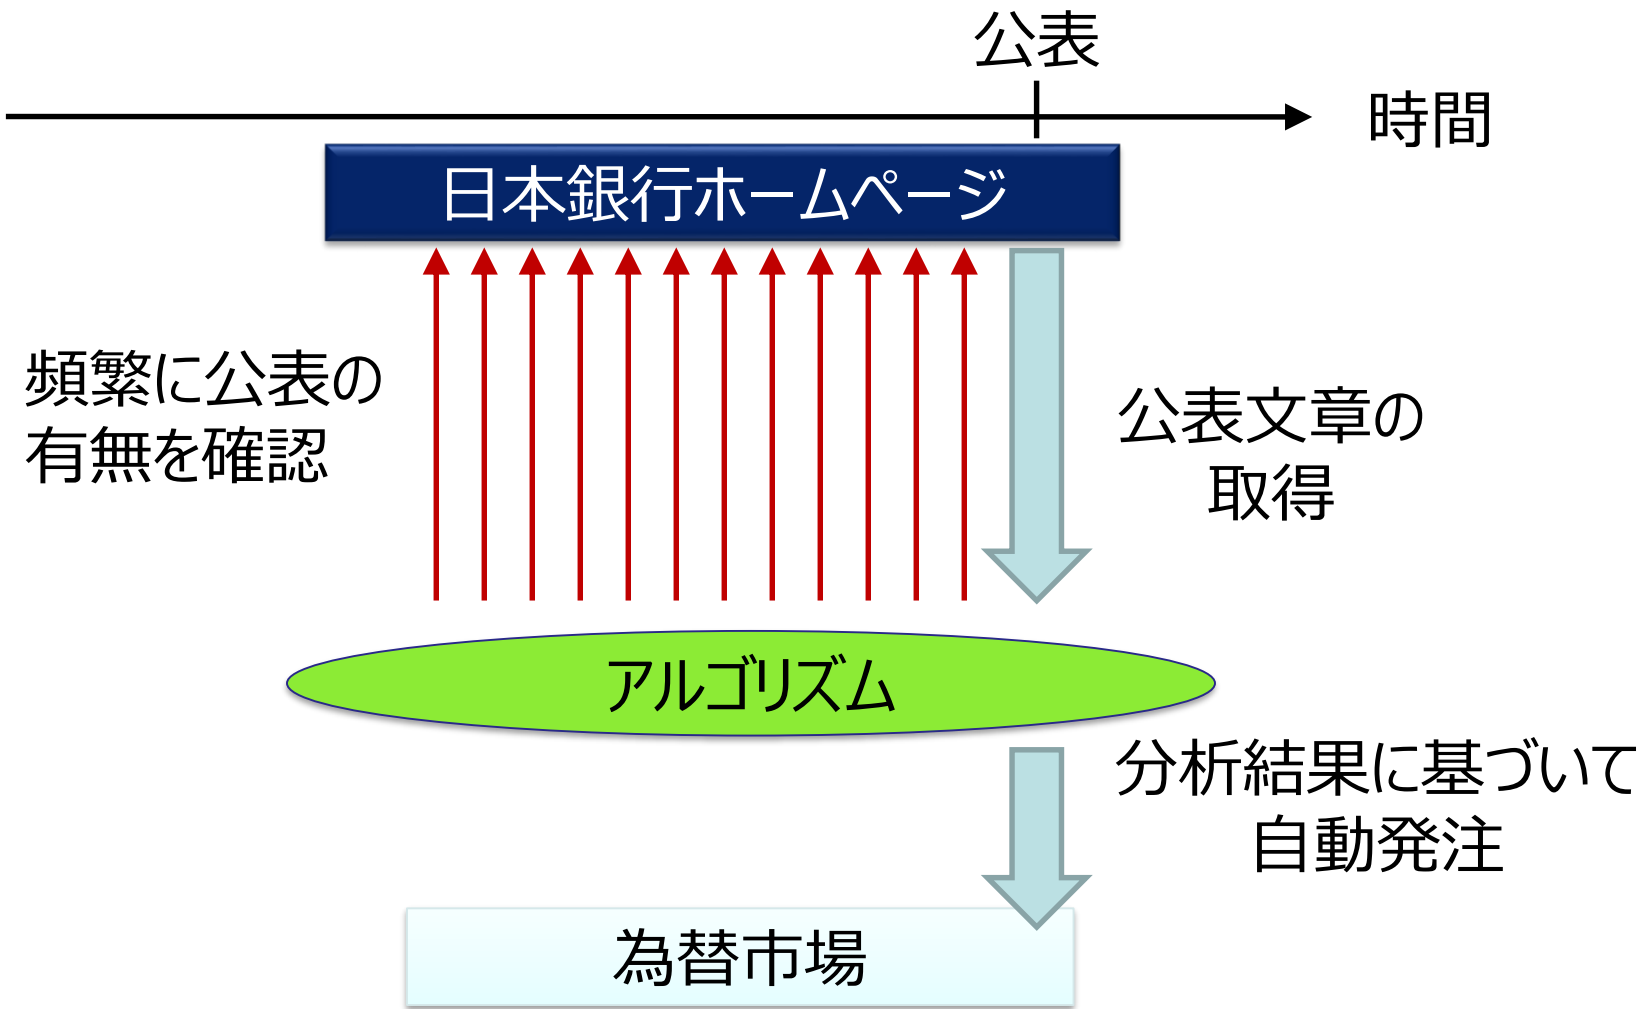 公表
時間
日本銀行ホームページ
頻繁に公表の
有無を確認
公表文章の
取得
アルゴリズム
分析結果に基づいて
自動発注
為替市場